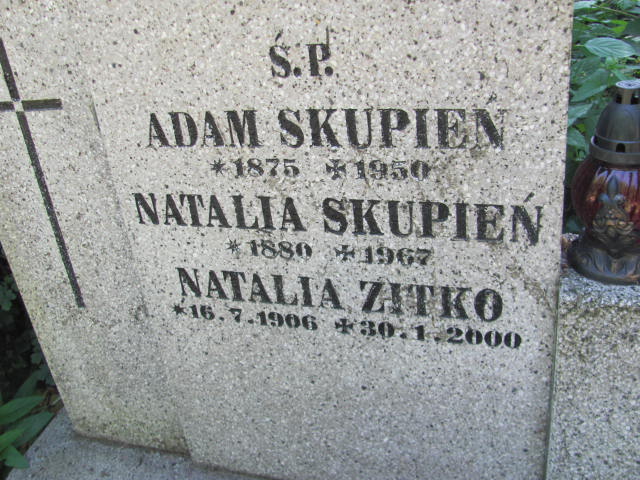 Ś.P.
ADAM SKUPIEŃ
*1875 ✠1950
NATALIA SKUPIEŃ
*1880 ✠1967
NATALIA ZITKO
*16.7.1906 ✠30.1.2000